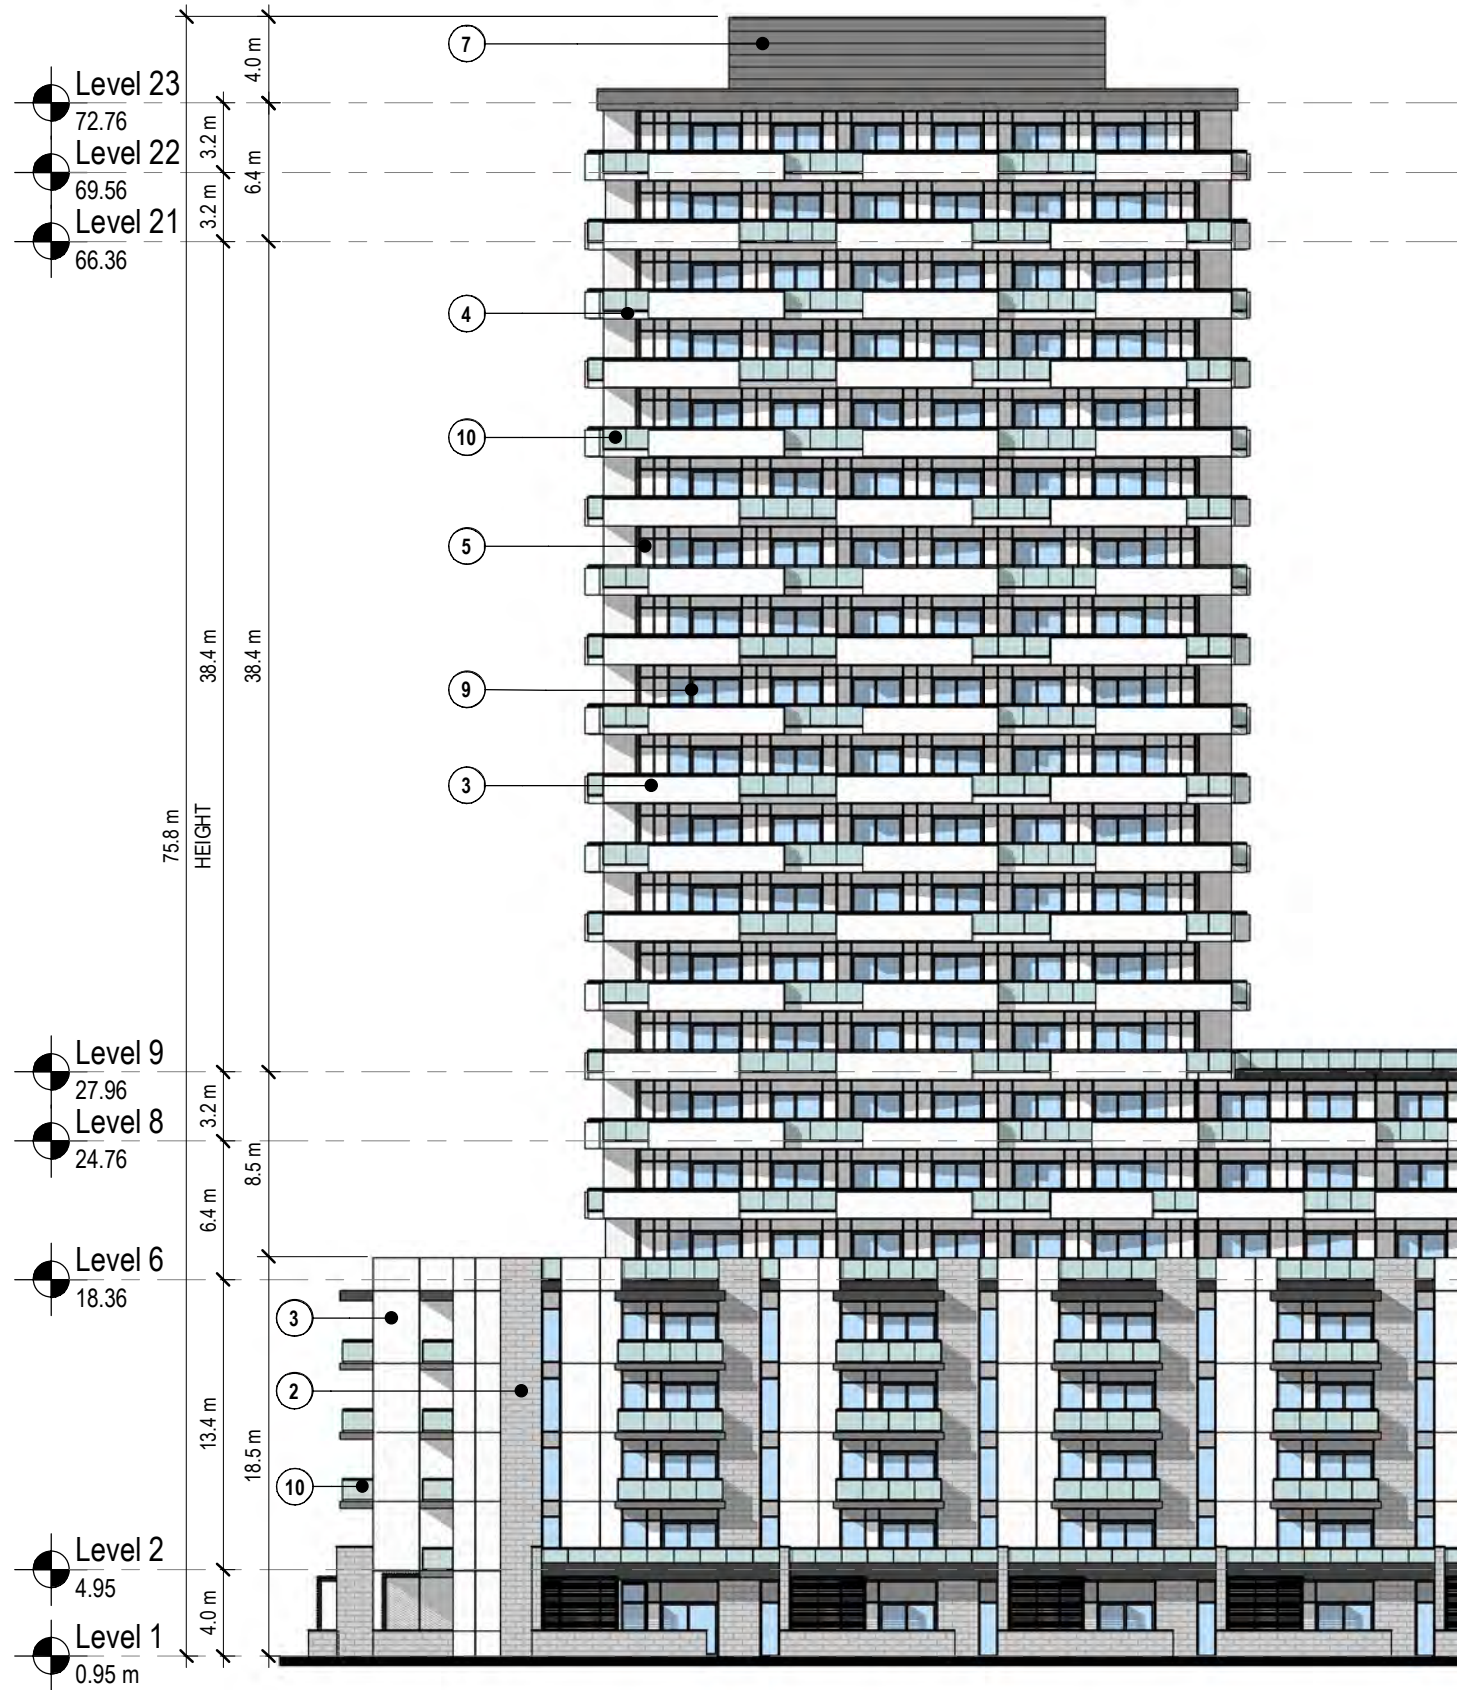 7
4.0 m
Level 23
72.76
3.2 m
Level 22
69.56
6.4 m
3.2 m
Level 21
66.36
4
10
5
38.4 m
38.4 m
9
3
75.8 m
HEIGHT
Level 9
27.96
3.2 m
Level 8
24.76
8.5 m
6.4 m
Level 6
18.36
3
2
13.4 m
18.5 m
10
Level 2
4.95
4.0 m
Level 1
0.95 m